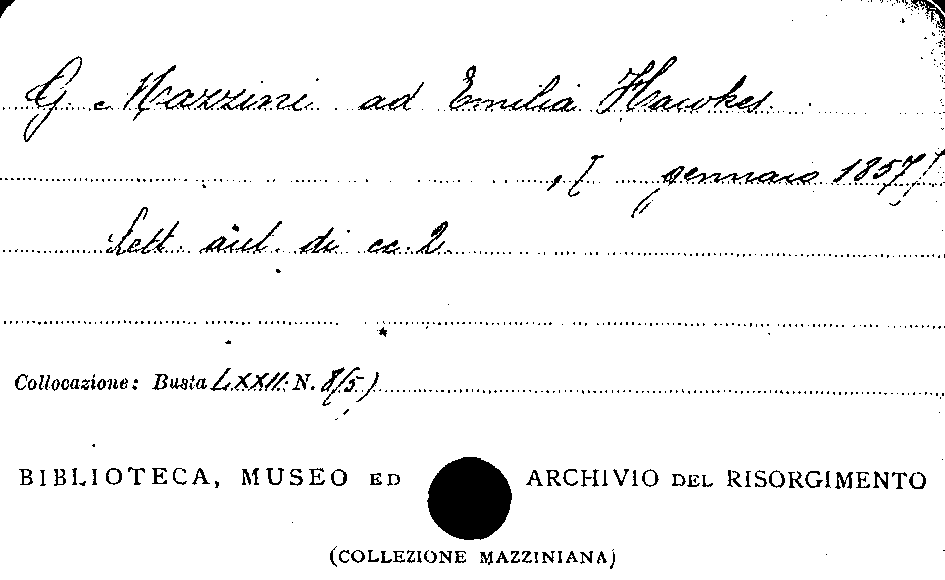 G. Mazzini ad Emilia Hawkes.
, [ gennaio 1857]
Lett. aut. di cc. 2
Collocazione: Busta LXXII. N. 8(5)
BIBLIOTECA, MUSEO ED ARCHIVIO DEL RISORGIMENTO
(COLLEZIONE MAZZINIANA)